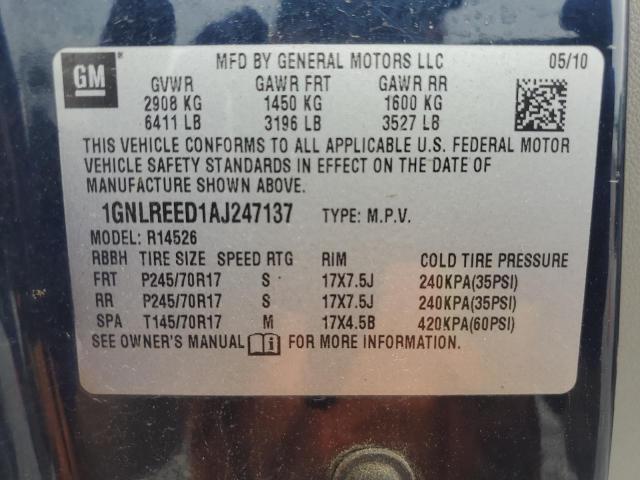 GM
MFD BY GENERAL MOTORS LLC 05/10
GVWR GAWR FRT GAWR RR
2908 KG 1450 KG 1600 KG
6411 LB 3196 LB 3527 LB
THIS VEHICLE CONFORMS TO ALL APPLICABLE U.S. FEDERAL MOTOR
VEHICLE SAFETY STANDARDS IN EFFECT ON THE DATE OF
MANUFACTURE SHOWN ABOVE.
1GNLREED1AJ247137 TYPE: M.P.V.
MODEL: R14526
RBBH TIRE SIZE SPEED RTG RIM COLD TIRE PRESSURE
FRT P245/70R17 S 17X7.5J 240KPA(35PSI)
RR P245/70R17 S 17X7.5J 240KPA(35PSI)
SPA T145/70R17 M 17X4.5B 420KPA(60PSI)
SEE OWNER'S MANUAL i FOR MORE INFORMATION.